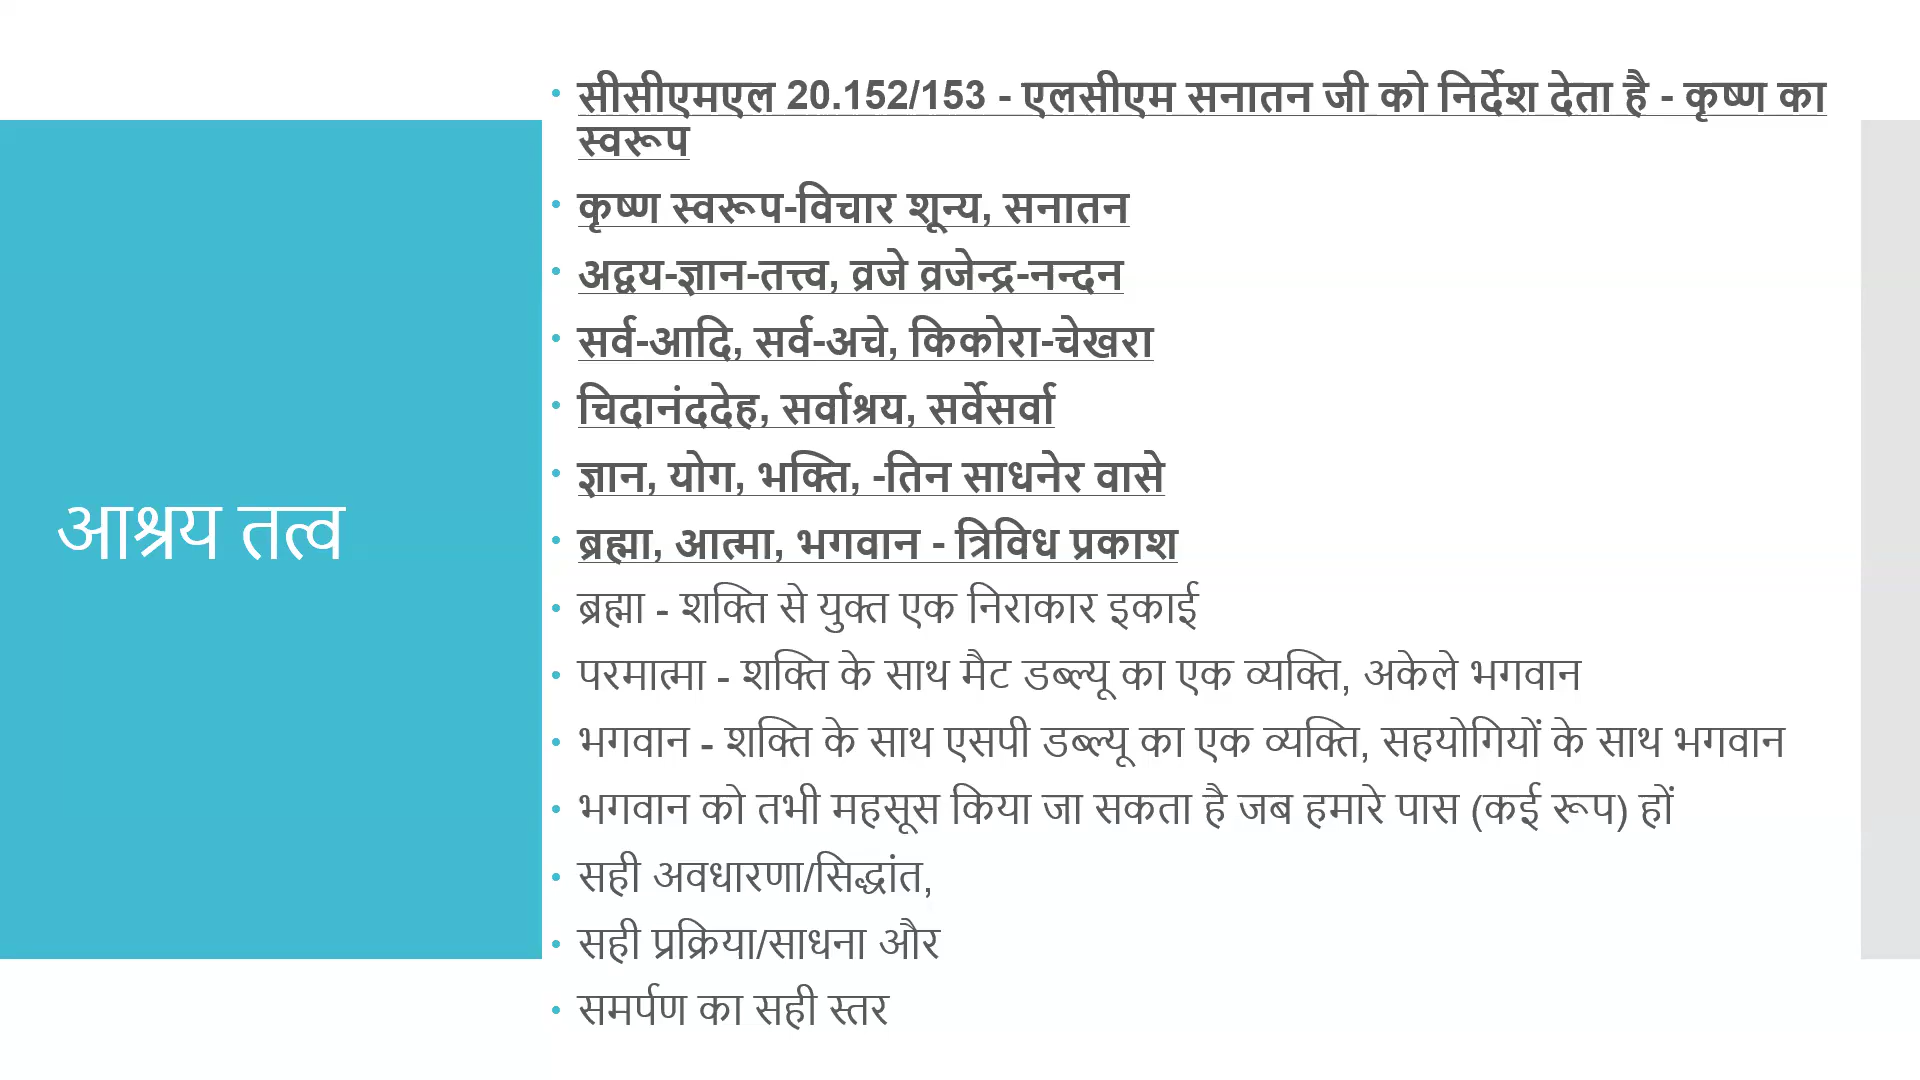 आश्रय तत्व
सीसीएमएल 20.152/153 - एलसीएम सनातन जी को निर्देश देता है - कृष्ण का
स्वरूप
कृष्ण स्वरूप-विचार शून्य, सनातन
अद्वय-ज्ञान-तत्त्व, व्रजे व्रजेन्द्र-नन्दन
सर्व-आदि, सर्व-अचे, किकोरा-चेखरा
चिदानंददेह, सर्वाश्रय, सर्वेसर्वा
ज्ञान, योग, भक्ति, -तिन साधनेर वासे
ब्रह्मा, आत्मा, भगवान - त्रिविध प्रकाश
ब्रह्मा - शक्ति से युक्त एक निराकार इकाई
परमात्मा - शक्ति के साथ मैट डब्ल्यू का एक व्यक्ति, अकेले भगवान
भगवान - शक्ति के साथ एसपी डब्ल्यू का एक व्यक्ति, सहयोगियों के साथ भगवान
भगवान को तभी महसूस किया जा सकता है जब हमारे पास (कई रूप) हों
सही अवधारणा/सिद्धांत,
सही प्रक्रिया/साधना और
समर्पण का सही स्तर